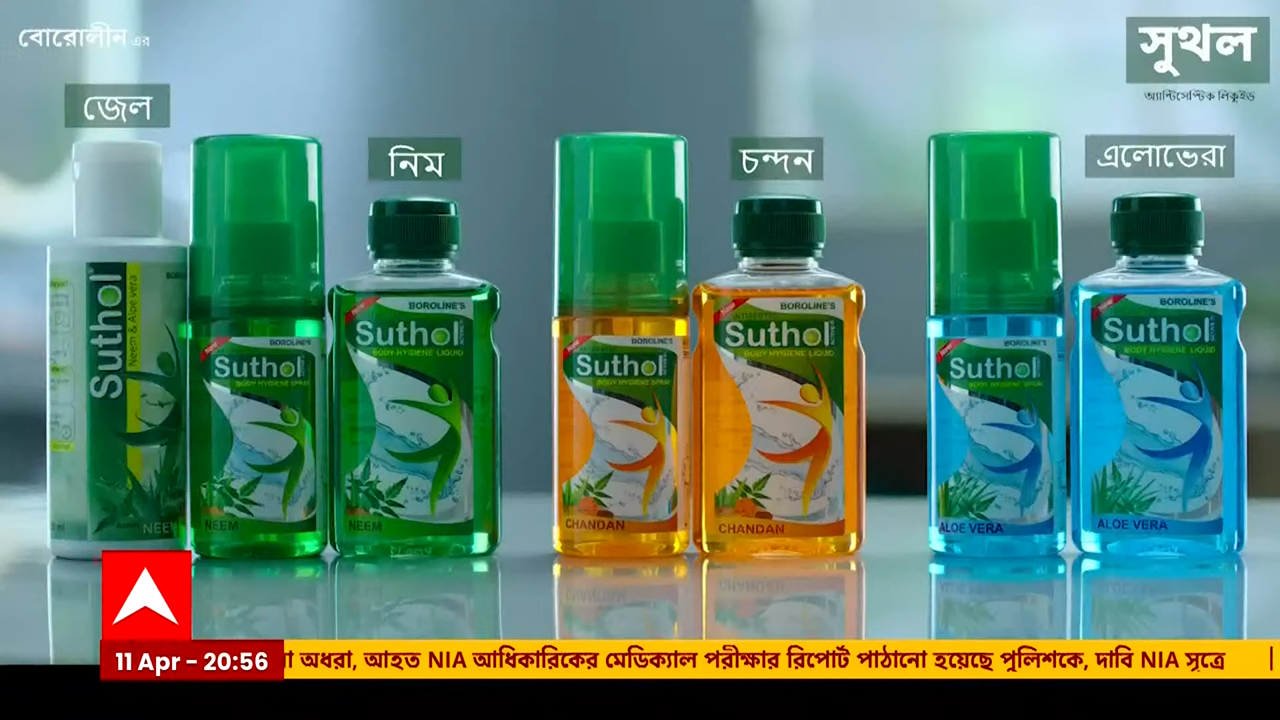 বোরোলীন এর
সুথল
অ্যান্টিসেপ্টিক লিকুইড
জেল
নিম
চন্দন
এলোভেরা
Suthol
Neem & Aloe vera
NEEM
BOROLINE'S
Suthol
BODY HYGIENE SPRAY
NEEM
BOROLINE'S
Suthol
BODY HYGIENE LIQUID
NEEM
BOROLINE'S
Suthol
BODY HYGIENE SPRAY
CHANDAN
BOROLINE'S
Suthol
BODY HYGIENE LIQUID
CHANDAN
BOROLINE'S
Suthol
BODY HYGIENE SPRAY
ALOE VERA
BOROLINE'S
Suthol
BODY HYGIENE LIQUID
ALOE VERA
11 Apr - 20:56
অধরা, আহত NIA আধিকারিকের মেডিক্যাল পরীক্ষার রিপোর্ট পাঠানো হয়েছে পুলিশকে, দাবি NIA সূত্রে